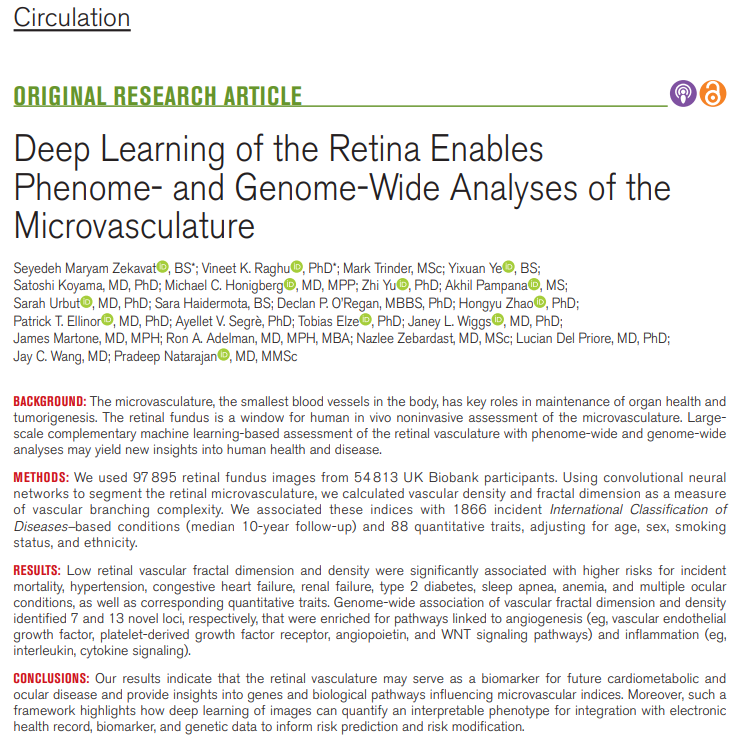 Circulation
ORIGINAL RESEARCH ARTICLE
Deep Learning of the Retina Enables
Phenome- and Genome-Wide Analyses of the
Microvasculature
Seyedeh Maryam Zekavat iD, BS*; Vineet K. Raghu iD, PhD*; Mark Trinder, MSc; Yixuan Ye iD, BS;
Satoshi Koyama, MD, PhD; Michael C. Honigberg iD, MD, MPP; Zhi Yu iD, PhD; Akhil Pampana iD, MS;
Sarah Urbut iD, MD, PhD; Sara Haidermota, BS; Declan P. O'Regan, MBBS, PhD; Hongyu Zhao iD, PhD;
Patrick T. Ellinor iD, MD, PhD; Ayellet V. Segrè, PhD; Tobias Elze iD, PhD; Janey L. Wiggs iD, MD, PhD;
James Martone, MD, MPH; Ron A. Adelman, MD, MPH, MBA; Nazlee Zebardast, MD, MSc; Lucian Del Priore, MD, PhD;
Jay C. Wang, MD; Pradeep Natarajan iD, MD, MMSc
BACKGROUND: The microvasculature, the smallest blood vessels in the body, has key roles in maintenance of organ health and
tumorigenesis. The retinal fundus is a window for human in vivo noninvasive assessment of the microvasculature. Large-
scale complementary machine learning-based assessment of the retinal vasculature with phenome-wide and genome-wide
analyses may yield new insights into human health and disease.
METHODS: We used 97 895 retinal fundus images from 54 813 UK Biobank participants. Using convolutional neural
networks to segment the retinal microvasculature, we calculated vascular density and fractal dimension as a measure
of vascular branching complexity. We associated these indices with 1866 incident International Classification of
Diseases–based conditions (median 10-year follow-up) and 88 quantitative traits, adjusting for age, sex, smoking
status, and ethnicity.
RESULTS: Low retinal vascular fractal dimension and density were significantly associated with higher risks for incident
mortality, hypertension, congestive heart failure, renal failure, type 2 diabetes, sleep apnea, anemia, and multiple ocular
conditions, as well as corresponding quantitative traits. Genome-wide association of vascular fractal dimension and density
identified 7 and 13 novel loci, respectively, that were enriched for pathways linked to angiogenesis (eg, vascular endothelial
growth factor, platelet-derived growth factor receptor, angiopoietin, and WNT signaling pathways) and inflammation (eg,
interleukin, cytokine signaling).
CONCLUSIONS: Our results indicate that the retinal vasculature may serve as a biomarker for future cardiometabolic and
ocular disease and provide insights into genes and biological pathways influencing microvascular indices. Moreover, such a
framework highlights how deep learning of images can quantify an interpretable phenotype for integration with electronic
health record, biomarker, and genetic data to inform risk prediction and risk modification.